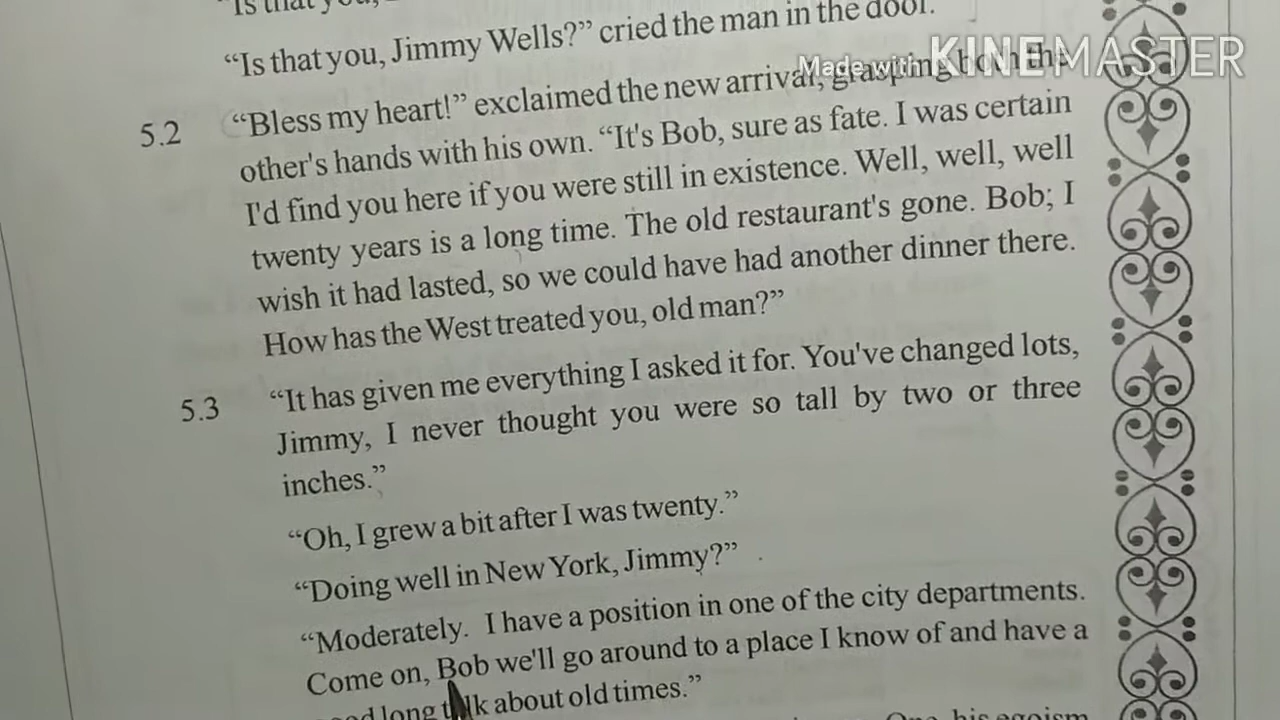 "Is that you,
"Is that you, Jimmy Wells?" cried the man in the door.
Made with KINEMASTER
5.2 "Bless my heart!" exclaimed the new arrival, grasping both the
other's hands with his own. "It's Bob, sure as fate. I was certain
I'd find you here if you were still in existence. Well, well, well
twenty years is a long time. The old restaurant's gone. Bob; I
wish it had lasted, so we could have had another dinner there.
How has the West treated you, old man?"
5.3 "It has given me everything I asked it for. You've changed lots,
Jimmy, I never thought you were so tall by two or three
inches."
"Oh, I grew a bit after I was twenty."
"Doing well in New York, Jimmy?"
"Moderately. I have a position in one of the city departments.
Come on, Bob we'll go around to a place I know of and have a
long talk about old times."
his egoism